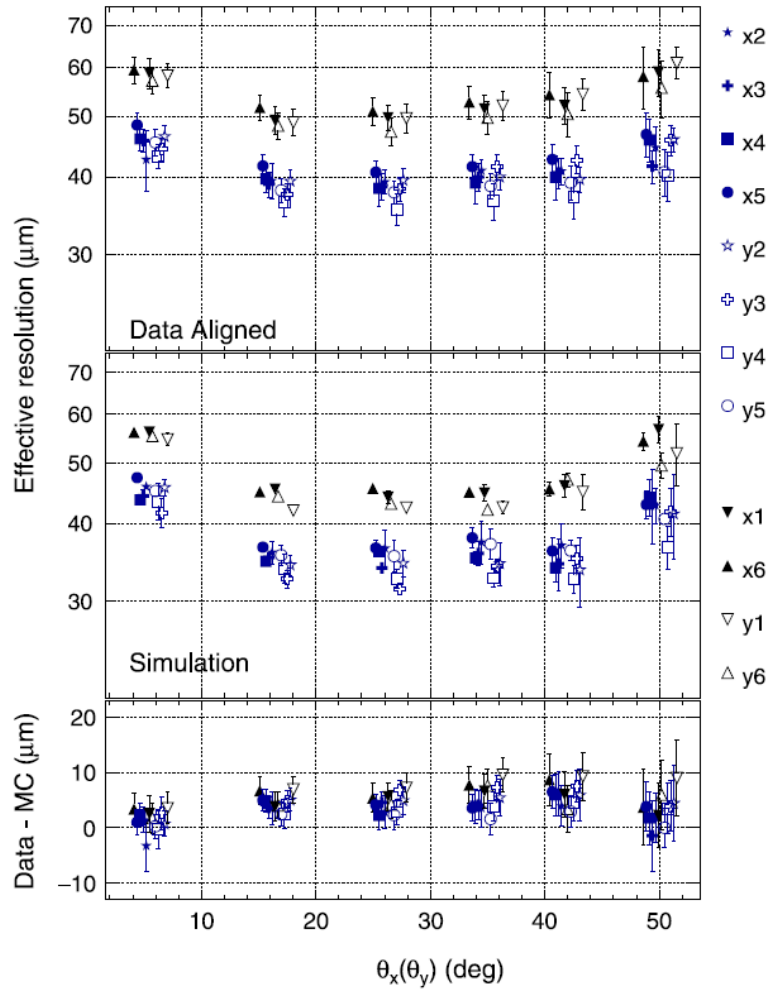 70
60
50
40
30
Data Aligned
70
60
50
40
30
Simulation
20
10
0
−10
10 20 30 40 50
θx(θy) (deg)
Effective resolution (μm)
Data - MC (μm)
x2
x3
x4
x5
y2
y3
y4
y5
x1
x6
y1
y6